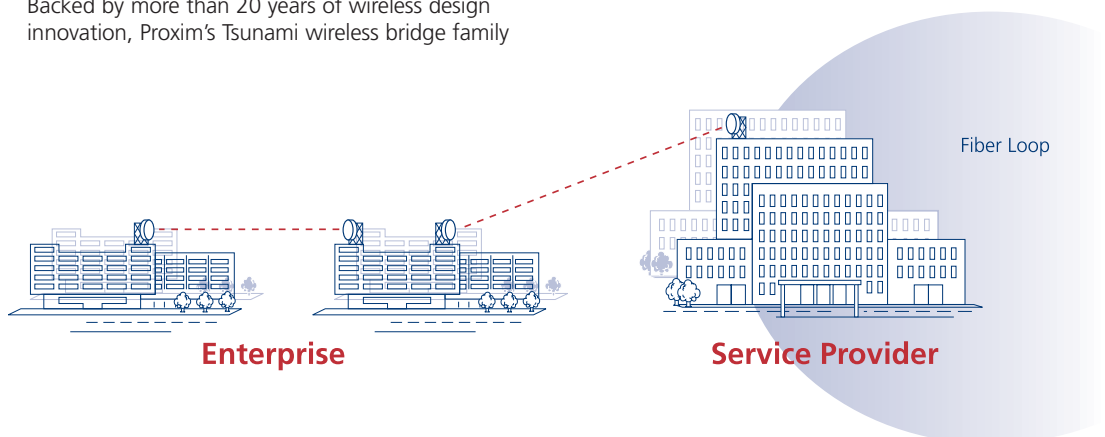 Backed by more than 20 years of wireless design
innovation, Proxim’s Tsunami wireless bridge family
Fiber Loop
Enterprise
Service Provider